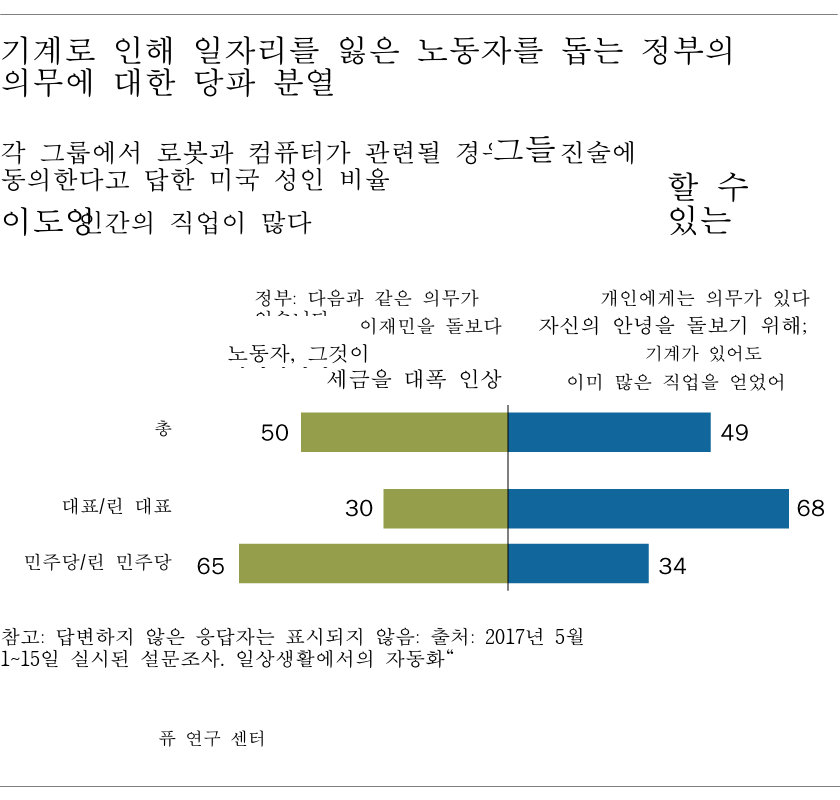 기계로 인해 일자리를 잃은 노동자를 돕는 정부의
의무에 대한 당파 분열
각 그룹에서 로봇과 컴퓨터가 관련될 그들 진술에
동의한다고 답한 미국 성인 비율
할 수
있는
직업이 많다
정부: 다음과 같은 의무가
이재민을 돌보다
노동자, 그것이
세금을 대폭 인상
개인에게는 의무가 있다
자신의 안녕을 돌보기 위해;
기계가 있어도
이미 많은 직업을 얻었어
총 50 49
대표/린 대표 30 68
민주당/린 민주당 65 34
참고: 답변하지 않은 응답자는 표시되지 않음: 출처: 2017년 5월
1~15일 실시된 설문조사. 일상생활에서의 자동화“
퓨 연구 센터